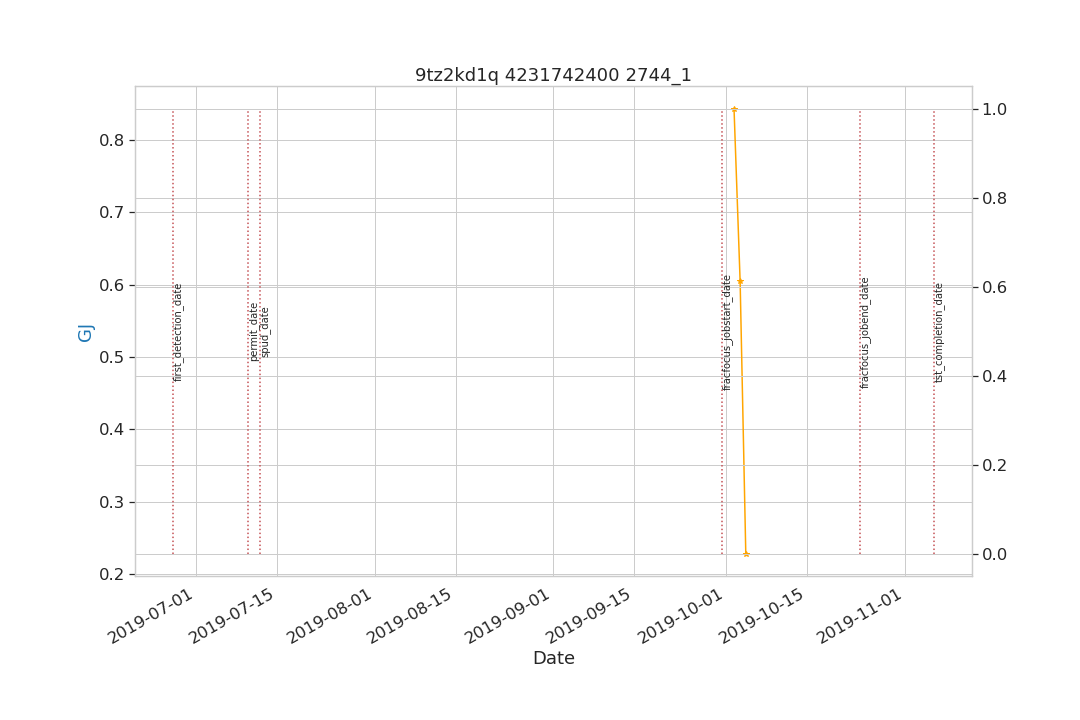 9tz2kd1q 4231742400 2744_1
GJ
0.8
0.7
0.6
0.5
0.4
0.3
0.2
1.0
0.8
0.6
0.4
0.2
0.0
first_detection_date
permit_date
spud_date
fracfocus_jobstart_date
fracfocus_jobend_date
tst_completion_date
2019-07-01
2019-07-15
2019-08-01
2019-08-15
2019-09-01
2019-09-15
2019-10-01
2019-10-15
2019-11-01
Date